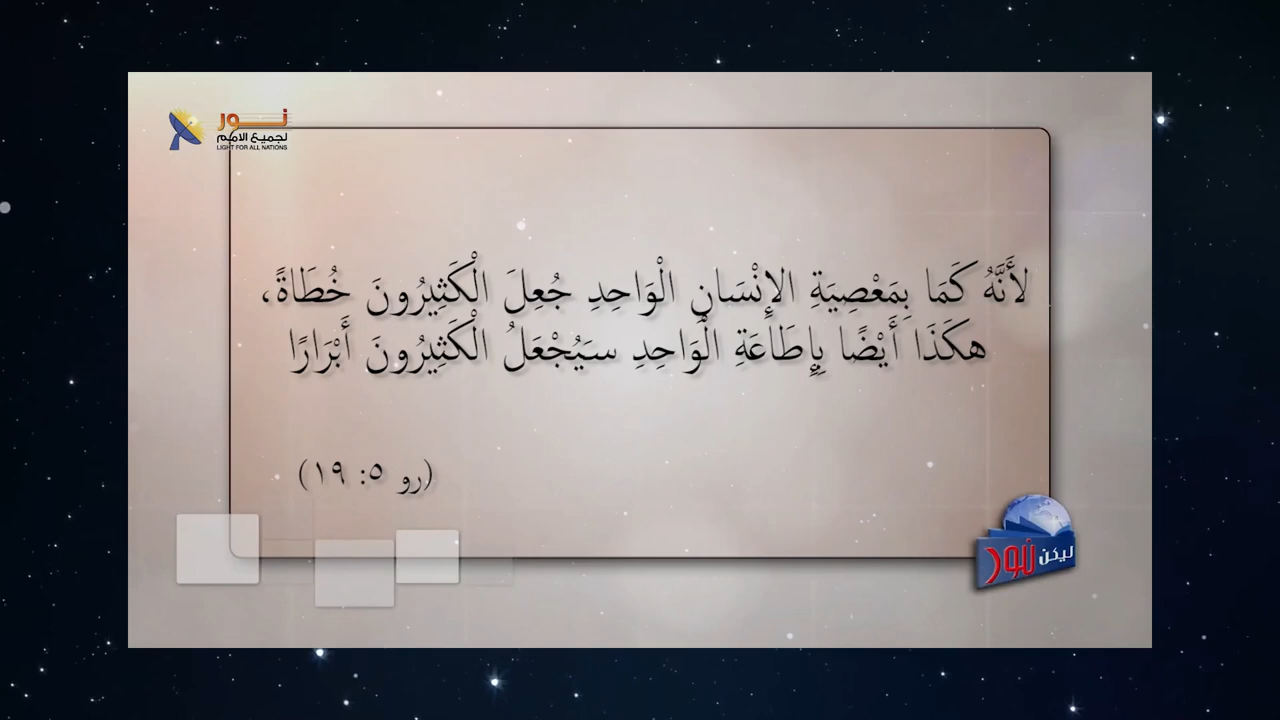 نور
لجميع الامم
LIGHT FOR ALL NATIONS
لأَنَّهُ كَمَا بِمَعْصِيَةِ الإِنْسَانِ الْوَاحِدِ جُعِلَ الْكَثِيرُونَ خُطَاةً،
هكَذَا أَيْضًا بِإِطَاعَةِ الْوَاحِدِ سَيُجْعَلُ الْكَثِيرُونَ أَبْرَارًا
(رو ٥: ١٩)
ليكن نور